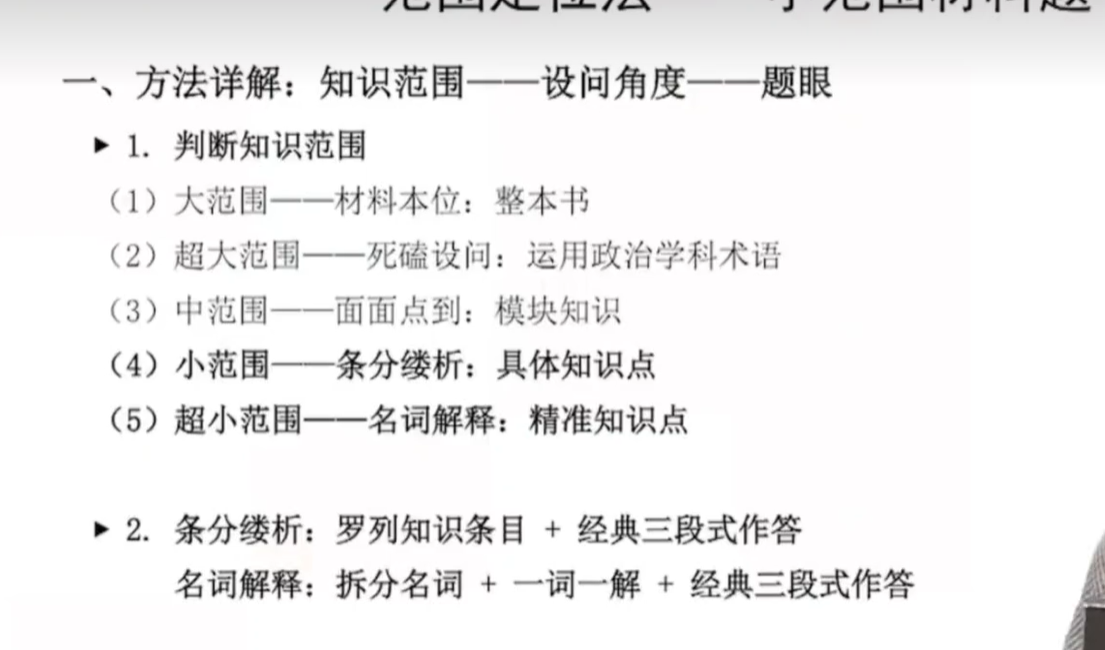 一、方法详解：知识范围——设问角度——题眼
▶ 1. 判断知识范围
（1）大范围——材料本位：整本书
（2）超大范围——死磕设问：运用政治学科术语
（3）中范围——面面点到：模块知识
（4）小范围——条分缕析：具体知识点
（5）超小范围——名词解释：精准知识点
▶ 2. 条分缕析：罗列知识条目 + 经典三段式作答
名词解释：拆分名词 + 一词一解 + 经典三段式作答